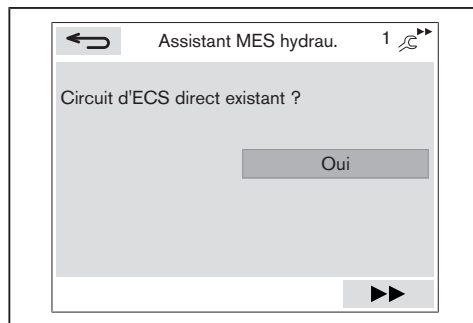 Assistant MES hydrau. 1
Circuit d'ECS direct existant ?
Oui